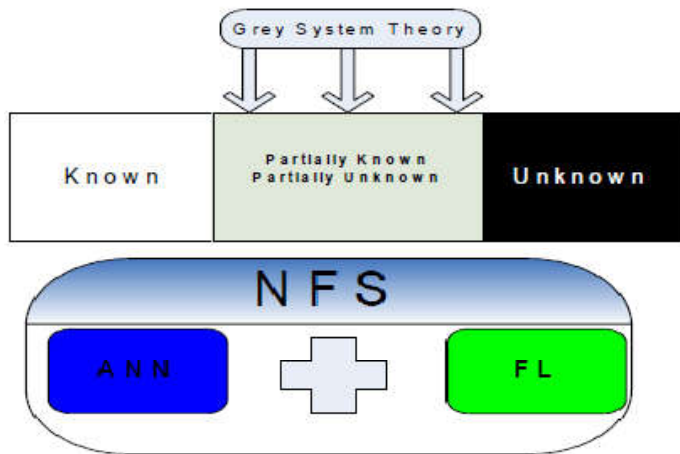 Grey System Theory
Known
Partially Known
Partially Unknown
Unknown
NFS
ANN
FL